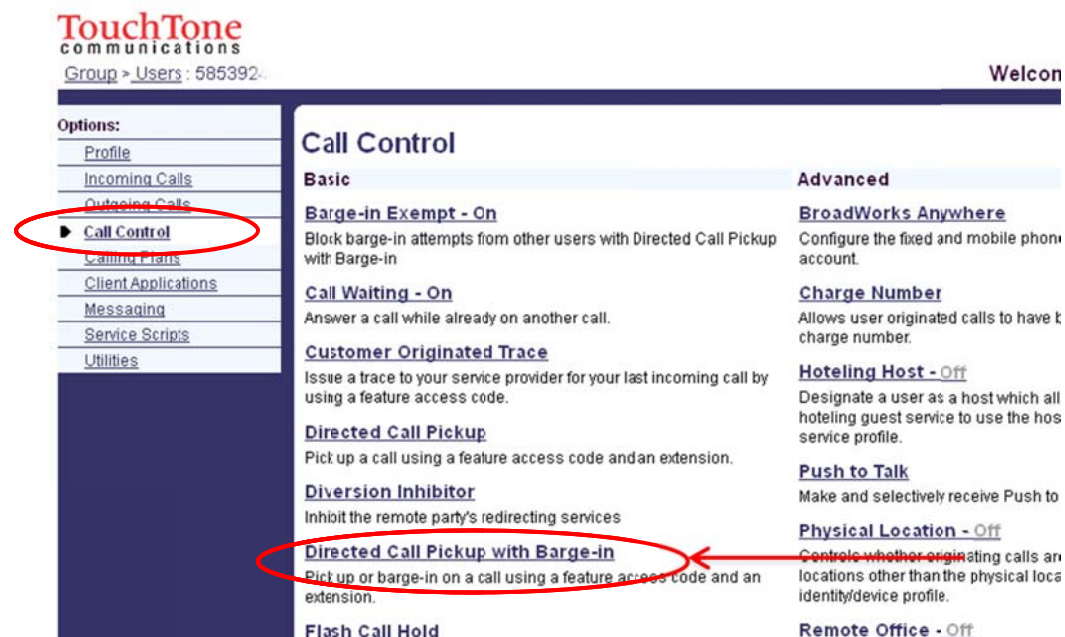 TouchTone
communications
Group > Users : 585392
Welcon
Options:
Profile
Incoming Calls
Outgoing Calls
Call Control
Calling Plans
Client Applications
Messaging
Service Scripts
Utilities
Call Control
Basic
Barge-in Exempt - On
Block barge-in attempts from other users with Directed Call Pickup
with Barge-in
Call Waiting - On
Answer a call while already on another call.
Customer Originated Trace
Issue a trace to your service provider for your last incoming call by
using a feature access code.
Directed Call Pickup
Pick up a call using a feature access code and an extension.
Diversion Inhibitor
Inhibit the remote party's redirecting services
Directed Call Pickup with Barge-in
Pick up or barge-in on a call using a feature access code and an
extension.
Flash Call Hold
Advanced
BroadWorks Anywhere
Configure the fixed and mobile phon
account.
Charge Number
Allows user originated calls to have b
charge number.
Hoteling Host - Off
Designate a user as a host which all
hoteling guest service to use the hos
service profile.
Push to Talk
Make and selectively receive Push to
Physical Location - Off
Controls whether originating calls are
locations other than the physical loca
identity/device profile.
Remote Office - Off